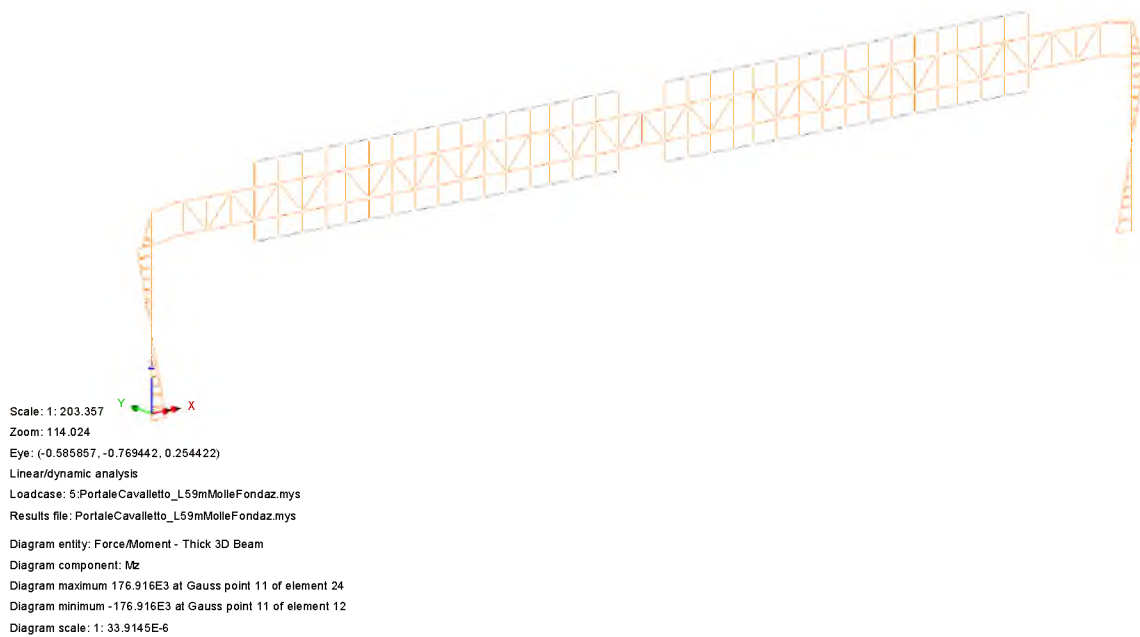 Scale: 1: 203.357
Y
X
Zoom: 114.024
Eye: (-0.585857, -0.769442, 0.254422)
Linear/dynamic analysis
Loadcase: 5:PortaleCavalletto_L59mMolleFondaz.mys
Results file: PortaleCavalletto_L59mMolleFondaz.mys
Diagram entity: Force/Moment - Thick 3D Beam
Diagram component: Mz
Diagram maximum 176.916E3 at Gauss point 11 of element 24
Diagram minimum -176.916E3 at Gauss point 11 of element 12
Diagram scale: 1: 33.9145E-6